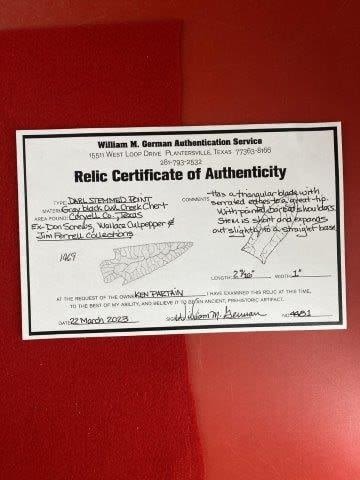 William M. German Authentication Service
15511 WEST LOOP DRIVE PLANTERSVILLE, TEXAS 77363-8166
281-793-2532
Relic Certificate of Authenticity
TYPE DARL STEMMED POINT
MATERIAL Gray black Owl Creek Chert
AREA FOUND: Coryell Co., Texas
Ex-Don Wallace Culpepper &
Jim Ferrell Collections
1969
COMMENTS Has a triangular blade with
serrated edges to a great tip.
With pointed barbed shoulders.
Stem is short and expands
out slightly to a straight base
LENGTH 2 7/16" WIDTH 1"
AT THE REQUEST OF THE OWNER KEN PARTAIN I HAVE EXAMINED THIS RELIC AT THIS TIME,
TO THE BEST OF MY ABILITY, AND BELIEVE IT TO BE AN ANCIENT, PREHISTORIC ARTIFACT.
DATE 22 March 2023 William M. German NO. 4451